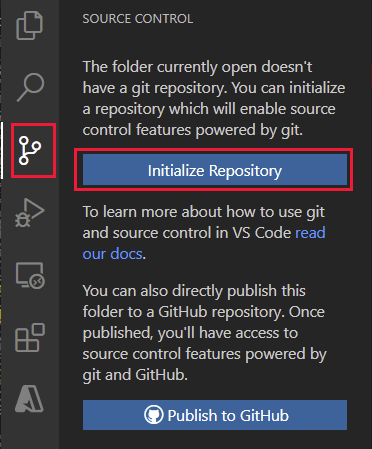 SOURCE CONTROL
The folder currently open doesn't
have a git repository. You can initialize
a repository which will enable source
control features powered by git.
Initialize Repository
To learn more about how to use git
and source control in VS Code read
our docs.
You can also directly publish this
folder to a GitHub repository. Once
published, you'll have access to
source control features powered by
git and GitHub.
Publish to GitHub